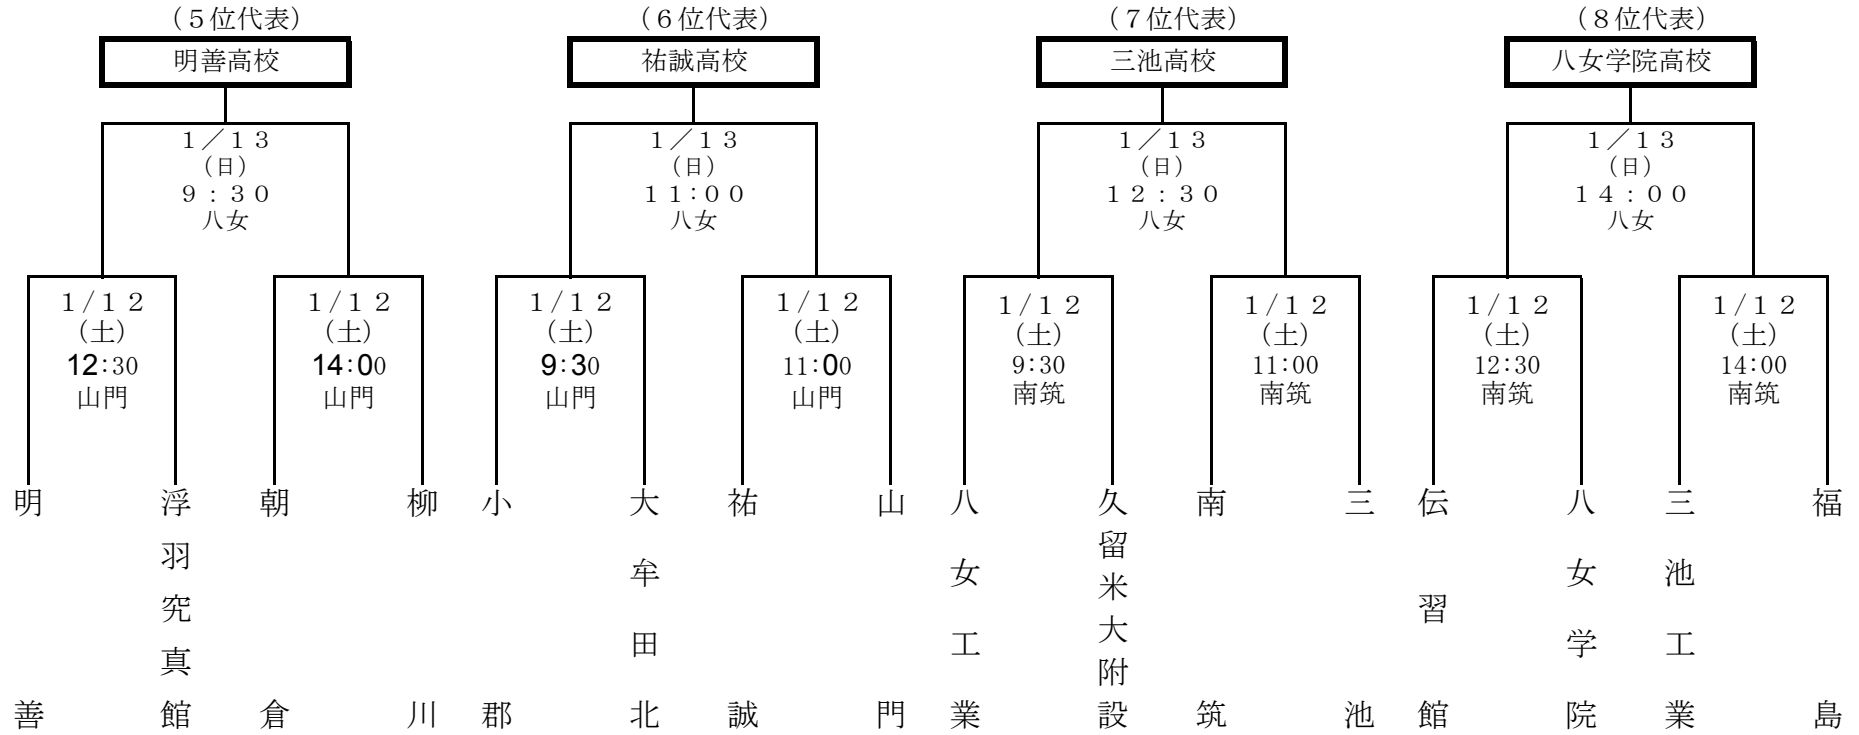 （５位代表）
明善高校
１／１３
（日）
９：３０
八女
1/１２
（土）
12:30
山門
1/１２
（土）
14:00
山門
明善
浮羽究真館
朝倉
柳川
（６位代表）
祐誠高校
１／１３
（日）
１１:００
八女
1/１２
（土）
9:30
山門
1/１２
（土）
11:00
山門
小郡
大牟田北
祐誠
山門
（７位代表）
三池高校
１／１３
（日）
１２：３０
八女
1/１２
（土）
9:30
南筑
1/１２
（土）
11:00
南筑
八女工業
久留米大附設
南筑
三池
（８位代表）
八女学院高校
１／１３
（日）
１４：００
八女
1/１２
（土）
12:30
南筑
1/１２
（土）
14:00
南筑
伝習館
八女学院
三池工業
福島